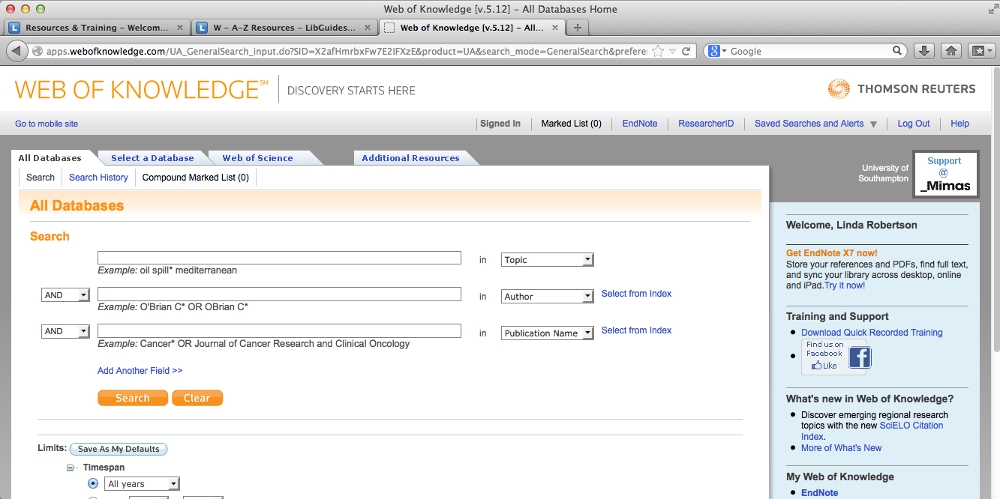 Web of Knowledge [v.5.12] – All Databases Home
Resources & Training – Welcom...
W – A–Z Resources – LibGuides...
Web of Knowledge [v.5.12] – All...
apps.webofknowledge.com/UA_GeneralSearch_input.do?SID=X2afHmrbxFw7E2IFXzE&product=UA&search_mode=GeneralSearch&preferer
Google
WEB OF KNOWLEDGE SM
DISCOVERY STARTS HERE
THOMSON REUTERS
Go to mobile site
Signed In
Marked List (0)
EndNote
ResearcherID
Saved Searches and Alerts
Log Out
Help
All Databases
Select a Database
Web of Science
Additional Resources
Search
Search History
Compound Marked List (0)
University of
Southampton
Support
@
_Mimas
All Databases
Search
in
Topic
Example: oil spill* mediterranean
AND
in
Author
Select from Index
Example: O'Brian C* OR OBrian C*
AND
in
Publication Name
Select from Index
Example: Cancer* OR Journal of Cancer Research and Clinical Oncology
Add Another Field >>
Search
Clear
Limits:
Save As My Defaults
Timespan
All years
Welcome, Linda Robertson
Get EndNote X7 now!
Store your references and PDFs, find full text,
and sync your library across desktop, online
and iPad.Try it now!
Training and Support
Download Quick Recorded Training
Find us on
Facebook
Like
f
What's new in Web of Knowledge?
Discover emerging regional research
topics with the new SciELO Citation
Index.
More of What's New
My Web of Knowledge
EndNote